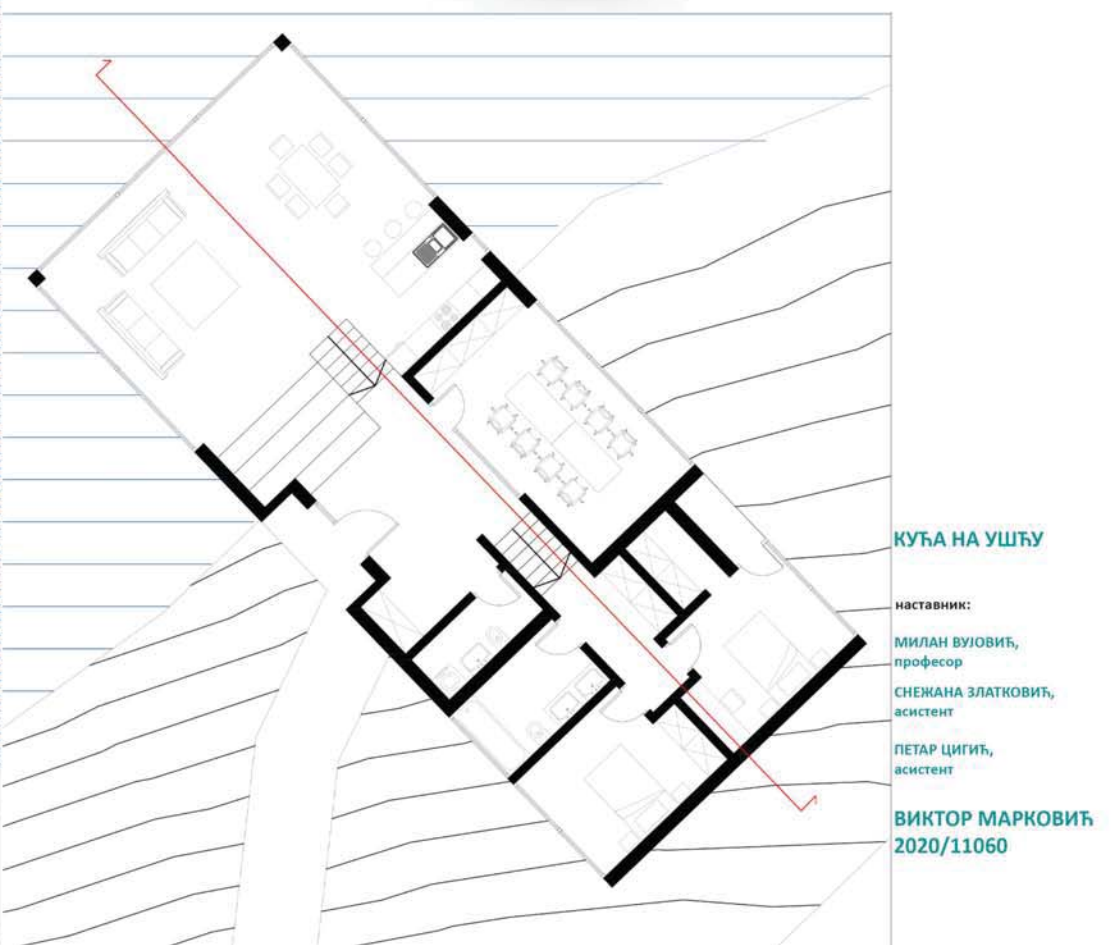 КУЋА НА УШЋУ
наставник:
МИЛАН ВУЈОВИЋ,
професор
СНЕЖАНА ЗЛАТКОВИЋ,
асистент
ПЕТАР ЦИГИЋ,
асистент
ВИКТОР МАРКОВИЋ
2020/11060